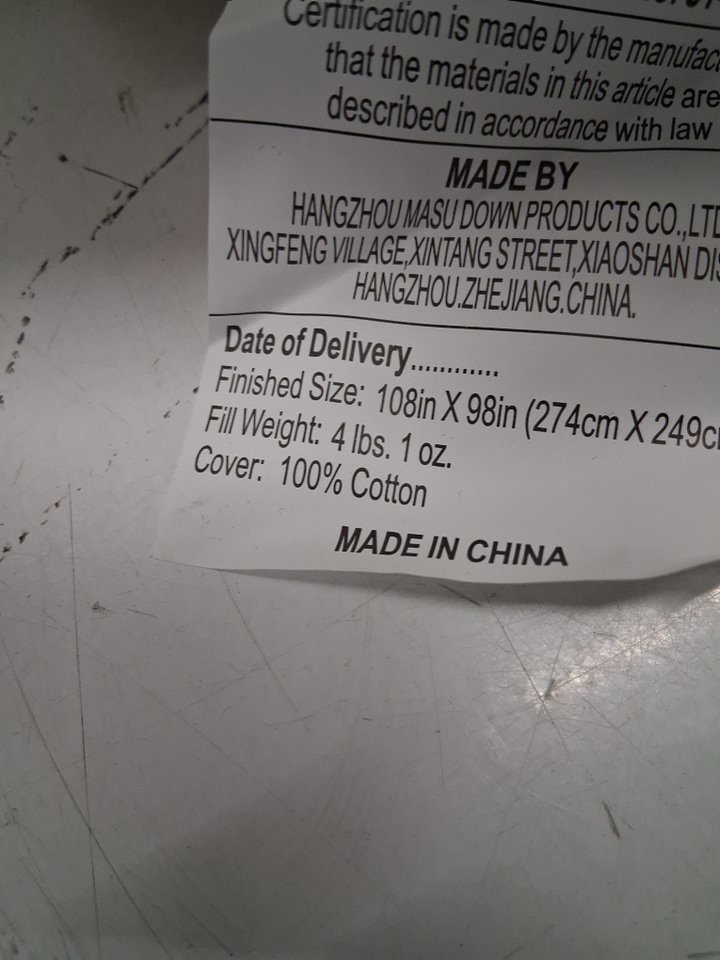 Certification is made by the manufac
that the materials in this article are
described in accordance with law
MADE BY
HANGZHOU MASU DOWN PRODUCTS CO.,LTD
XINGFENG VILLAGE,XINTANG STREET,XIAOSHAN DIS
HANGZHOU.ZHEJIANG.CHINA.
Date of Delivery............
Finished Size: 108in X 98in (274cm X 249c
Fill Weight: 4 lbs. 1 oz.
Cover: 100% Cotton
MADE IN CHINA